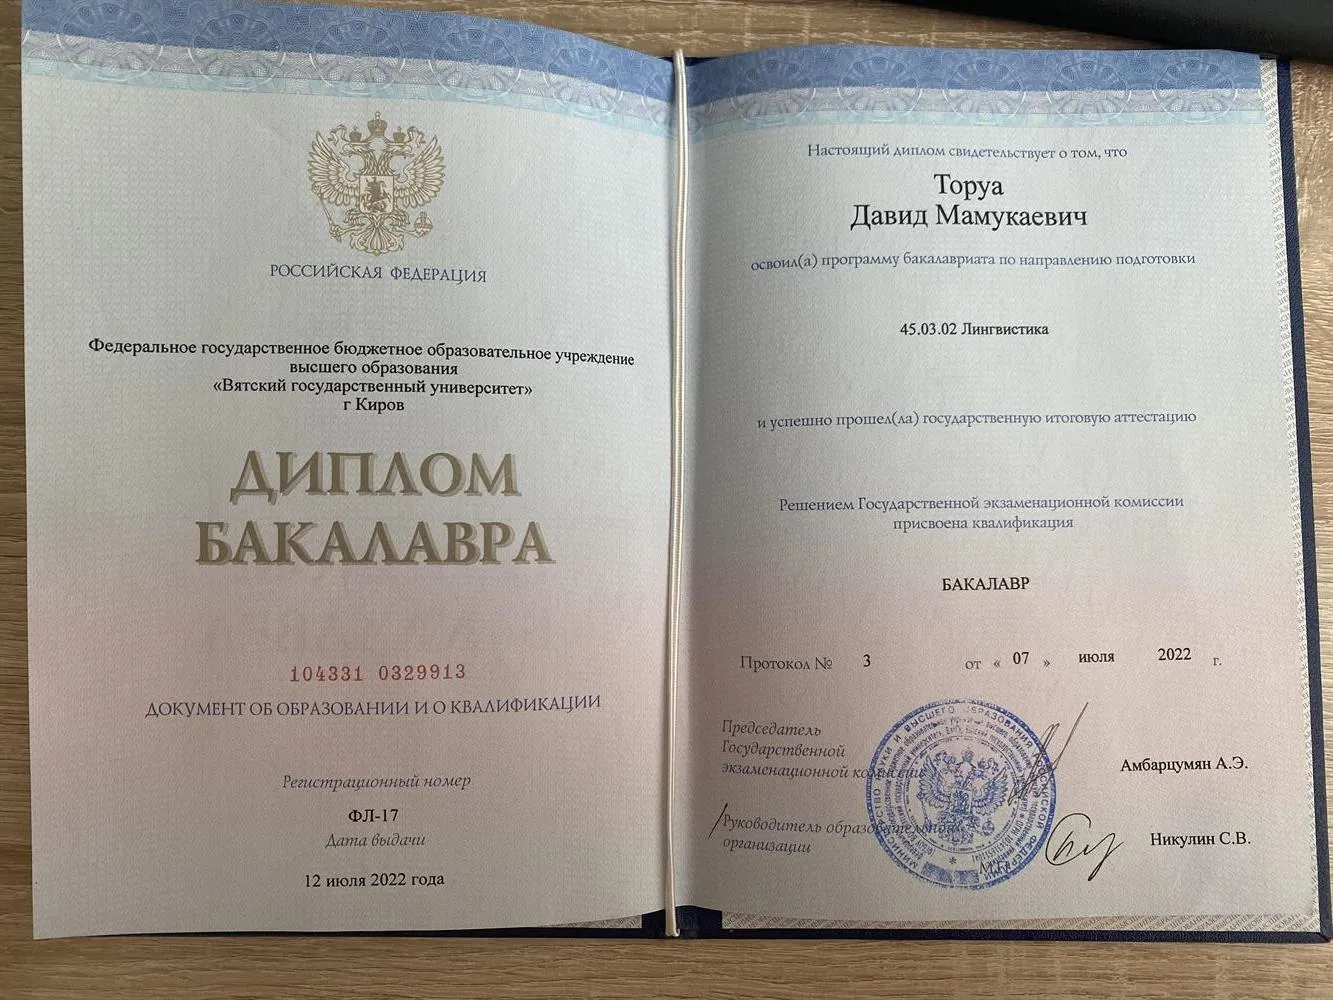 РОССИЙСКАЯ ФЕДЕРАЦИЯ
Федеральное государственное бюджетное образовательное учреждение
высшего образования
«Вятский государственный университет»
г Киров
ДИПЛОМ
БАКАЛАВРА
104331 0329913
ДОКУМЕНТ ОБ ОБРАЗОВАНИИ И О КВАЛИФИКАЦИИ
Регистрационный номер
ФЛ-17
Дата выдачи
12 июля 2022 года
Настоящий диплом свидетельствует о том, что
Торуа
Давид Мамукаевич
освоил(а) программу бакалавриата по направлению подготовки
45.03.02 Лингвистика
и успешно прошел(ла) государственную итоговую аттестацию
Решением Государственной экзаменационной комиссии
присвоена квалификация
БАКАЛАВР
Протокол № 3 от « 07 » июля 2022 г.
Председатель
Государственной
экзаменационной комиссии
Амбарцумян А.Э.
Руководитель образовательной
организации
Никулин С.В.